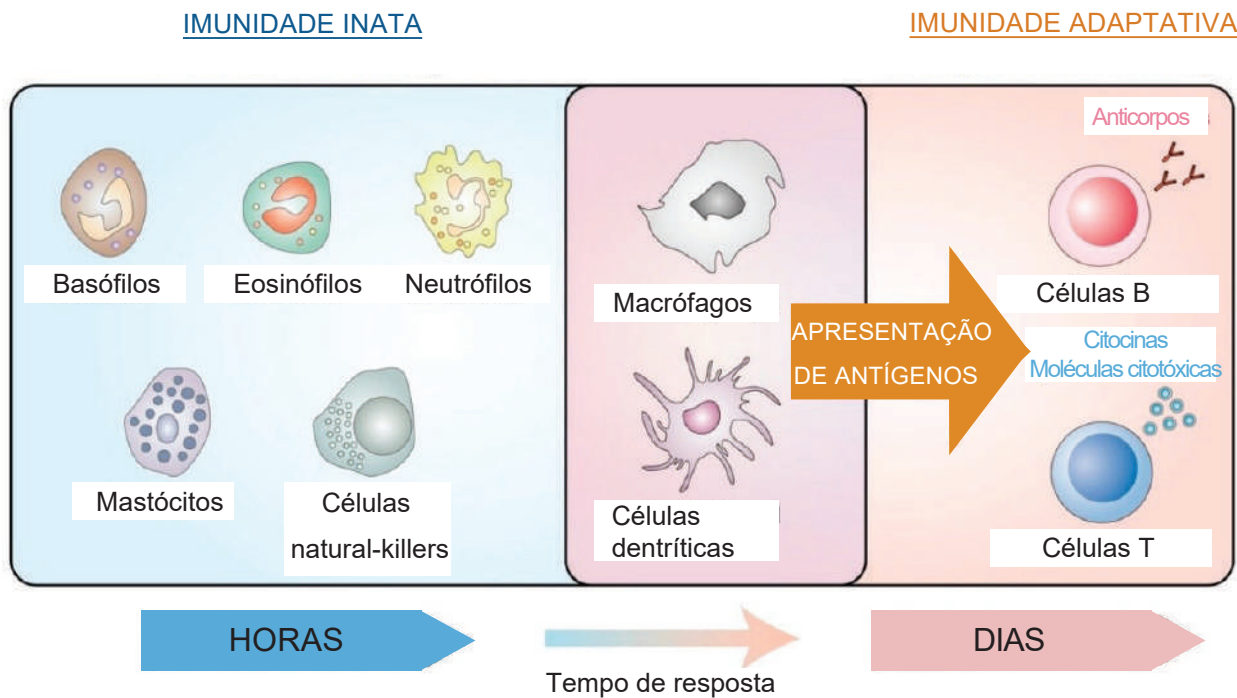 IMUNIDADE INATA
IMUNIDADE ADAPTATIVA
Anticorpos
Basófilos
Eosinófilos
Neutrófilos
Macrófagos
Células B
APRESENTAÇÃO
DE ANTÍGENOS
Citocinas
Moléculas citotóxicas
Mastócitos
Células
natural-killers
Células
dentríticas
Células T
HORAS
DIAS
Tempo de resposta